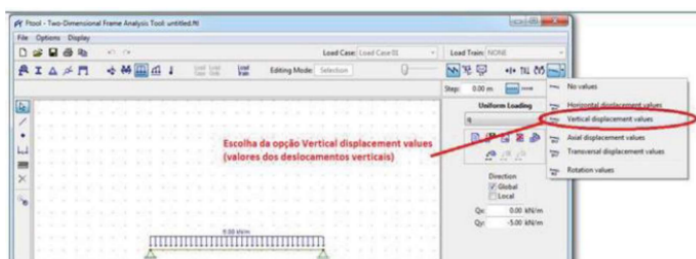 Ftool - Two-Dimensional Frame Analysis Tool: untitled.ftl
File Options Display
Load Case: Load Case 01 Load Train: NONE
Editing Mode: Selection
Step: 0.00 m
Uniform Loading
q
Direction
Global
Local
Qx: 0.00 kN/m
Qy: -5.00 kN/m
No values
Horizontal displacement values
Vertical displacement values
Axial displacement values
Transversal displacement values
Rotation values
Escolha da opção Vertical displacement values
(valores dos deslocamentos verticais)